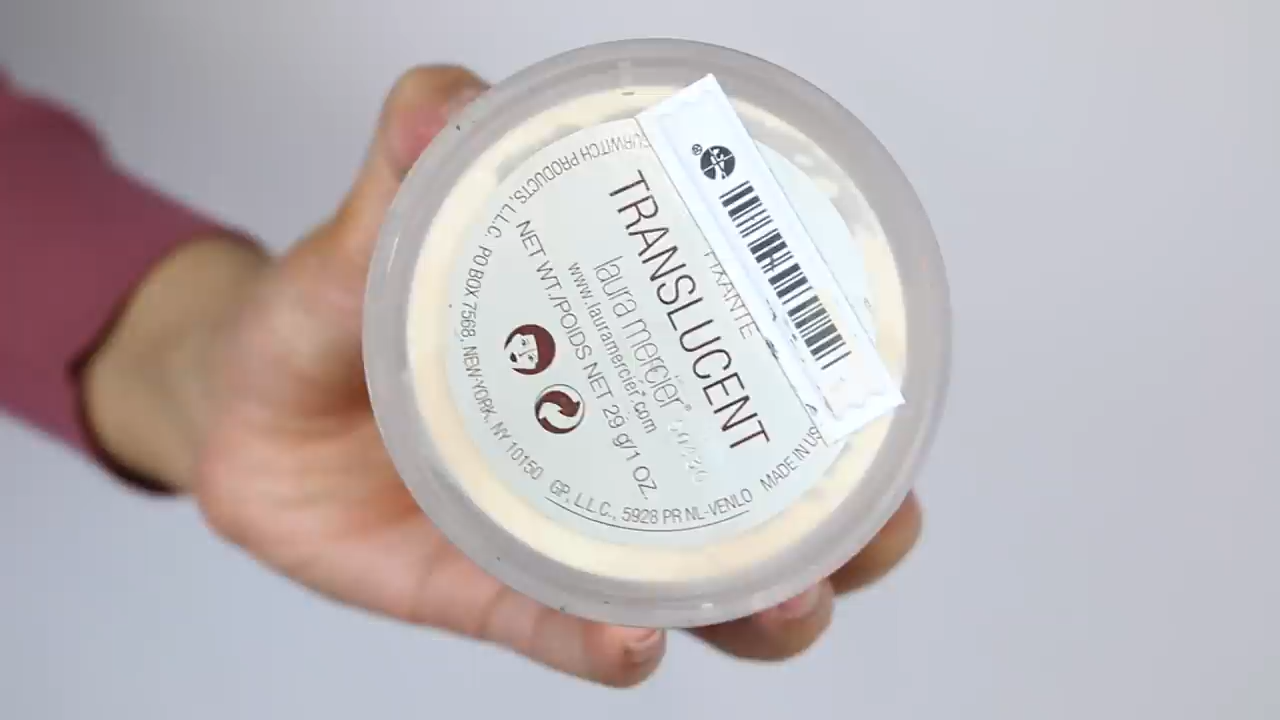 FIXANTE
TRANSLUCENT
laura mercier®
www.lauramercier.com
NET WT./POIDS NET 29 g/1 OZ.
PRODUCTS, L.L.C. PO BOX 7568, NEW-YORK, NY 10150
GP, L.L.C., 5928 PR NL-VENLO
MADE IN